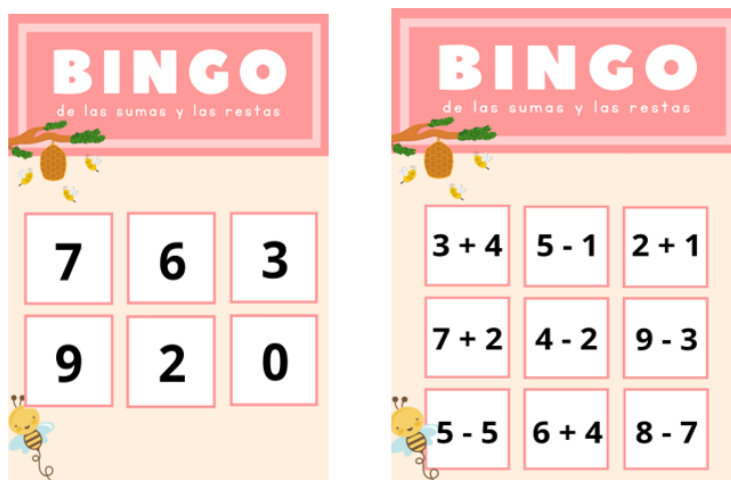 BINGO
de las sumas y las restas
7 6 3
9 2 0
BINGO
de las sumas y las restas
3 + 4 5 - 1 2 + 1
7 + 2 4 - 2 9 - 3
5 - 5 6 + 4 8 - 7